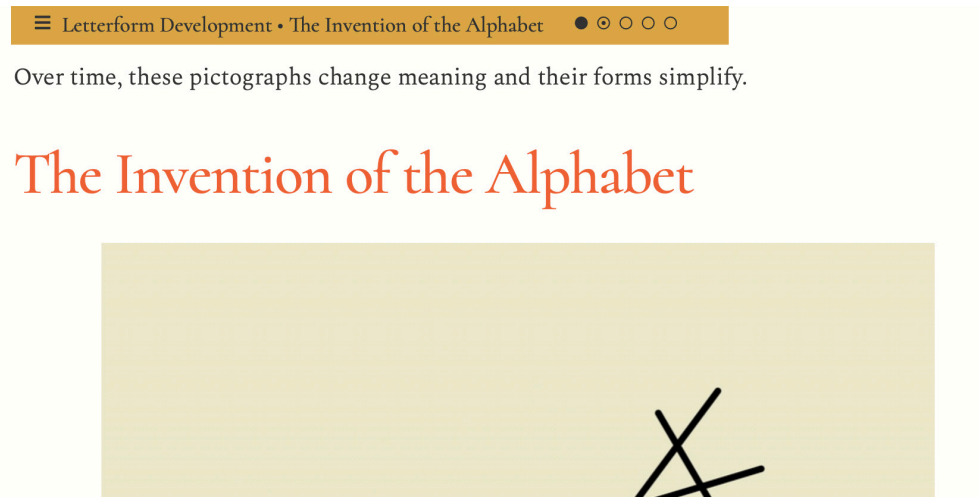 Letterform Development • The Invention of the Alphabet
Over time, these pictographs change meaning and their forms simplify.
The Invention of the Alphabet